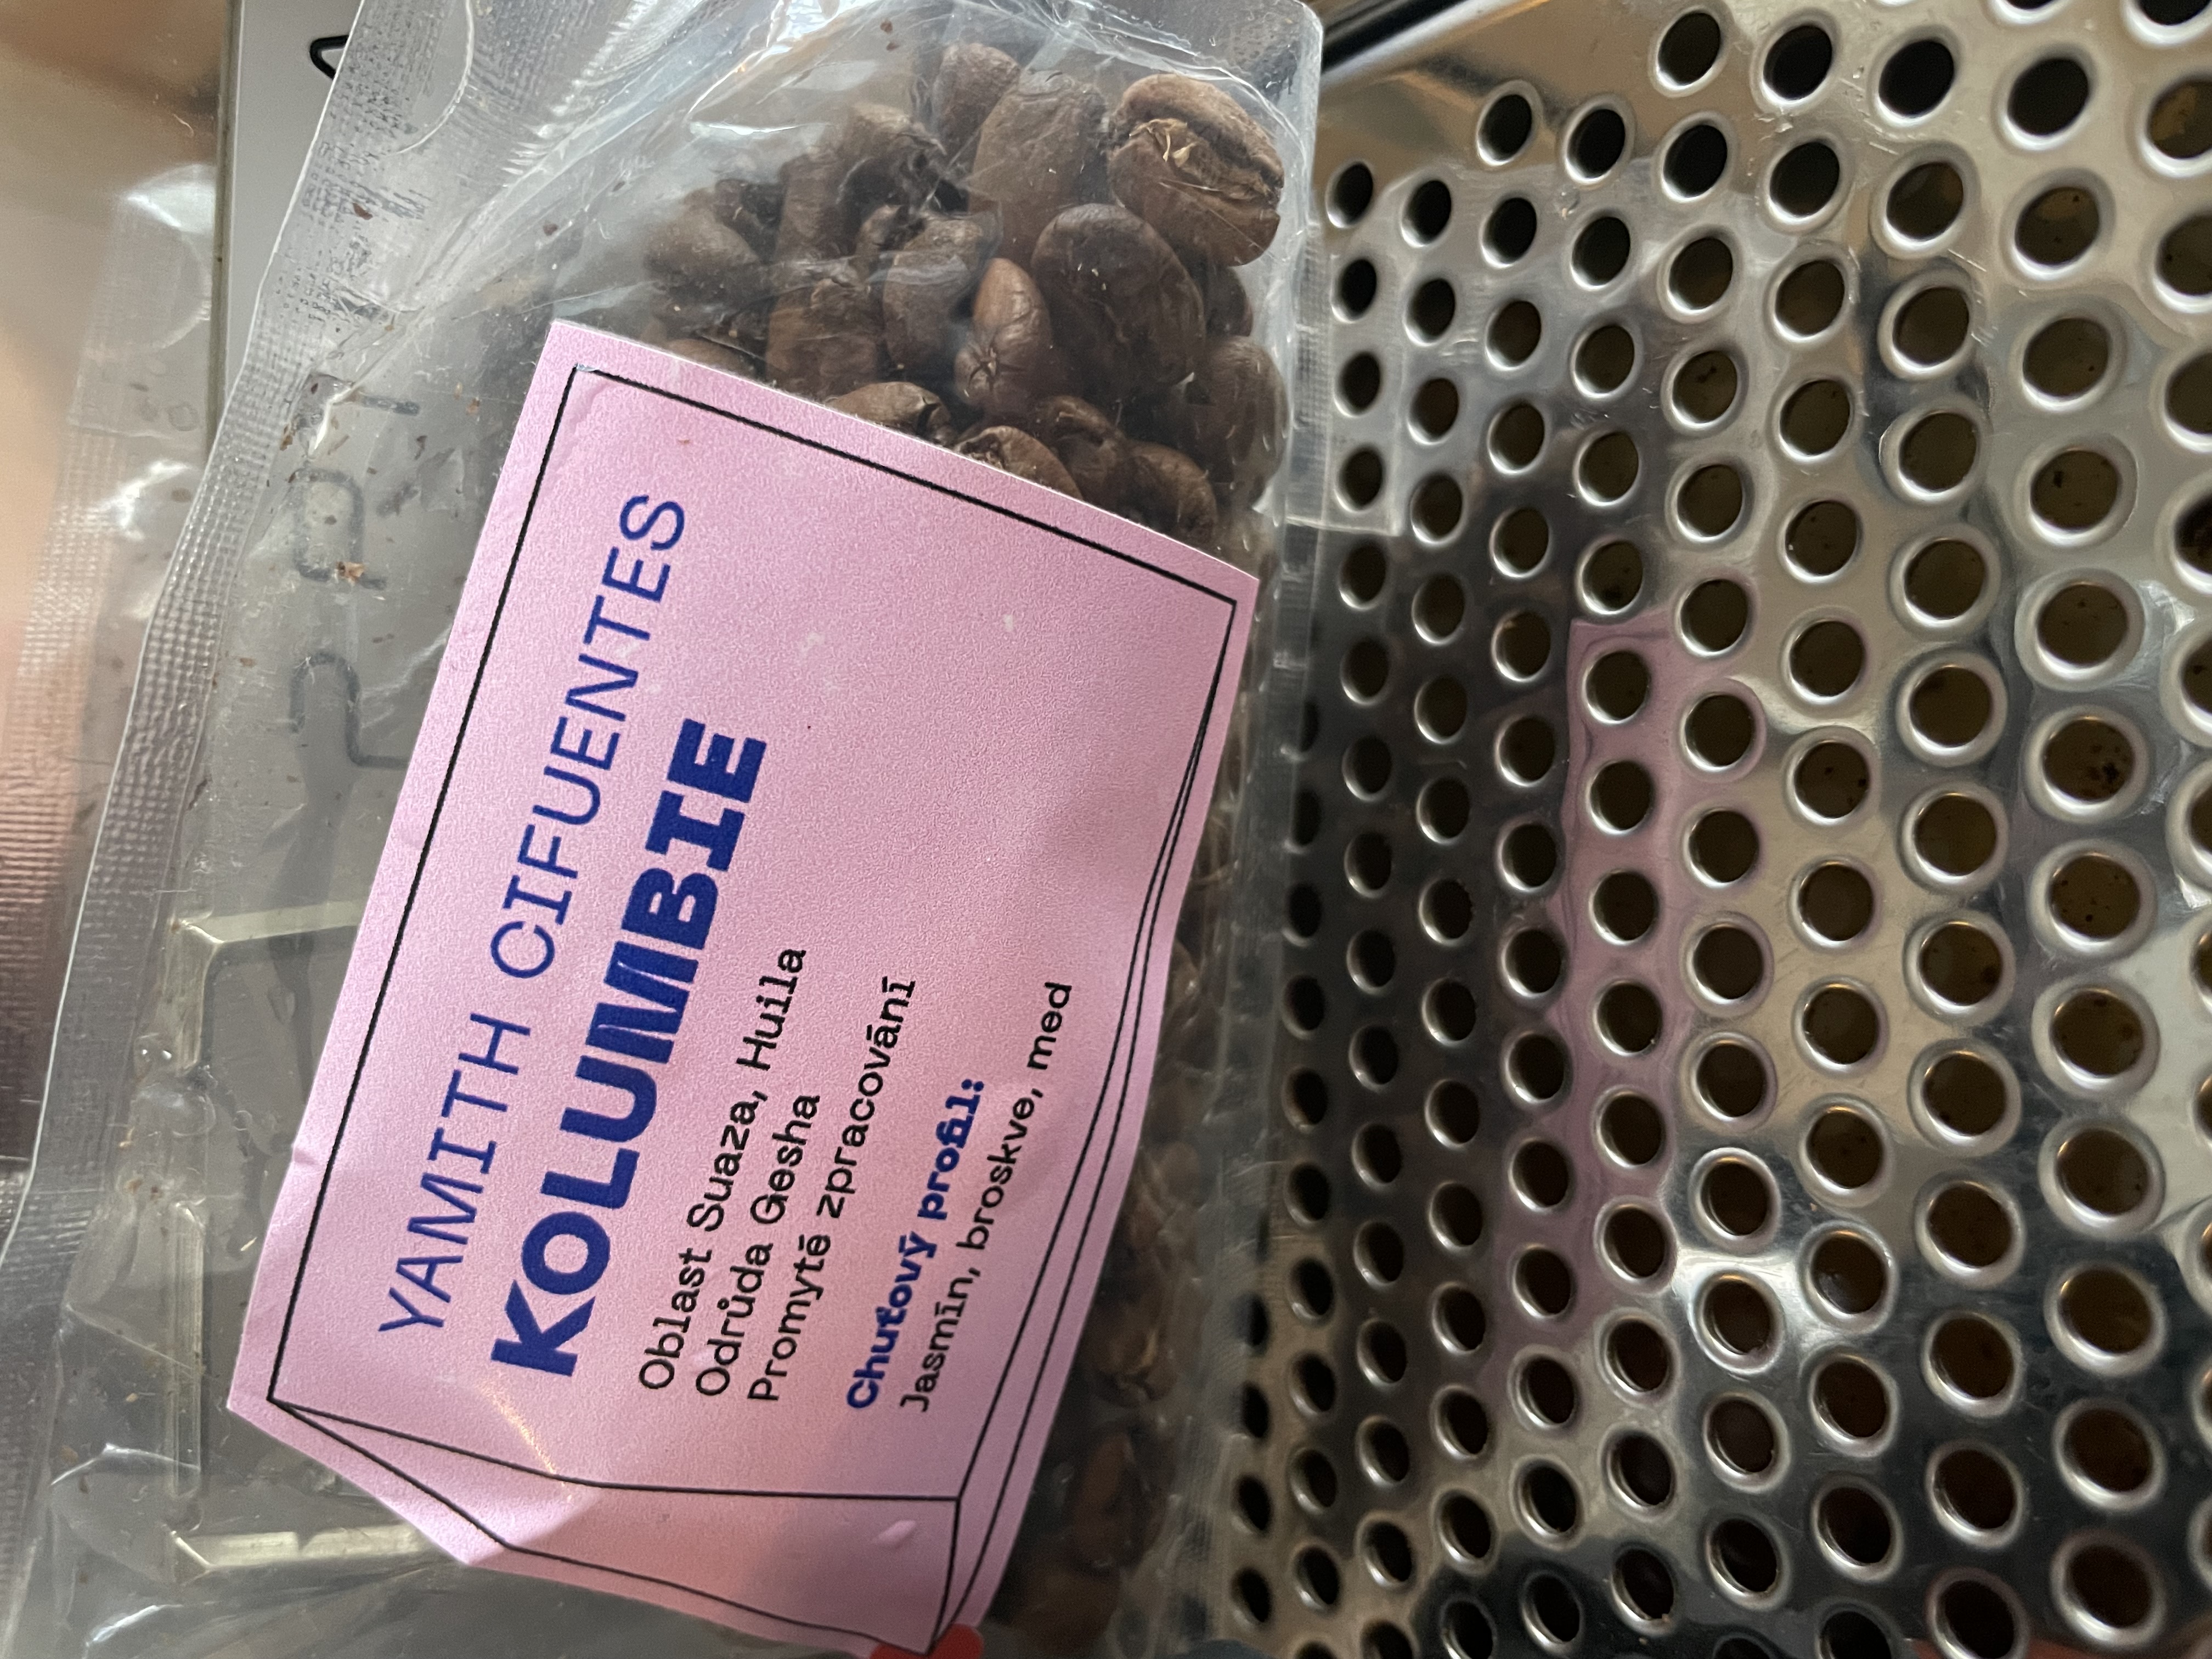 YAMITH CIFUENTES
KOLUMBIE
Oblast Suaza, Huila
Odrůda Gesha
Promyté zpracování
Chuťový profil:
Jasmín, broskve, med